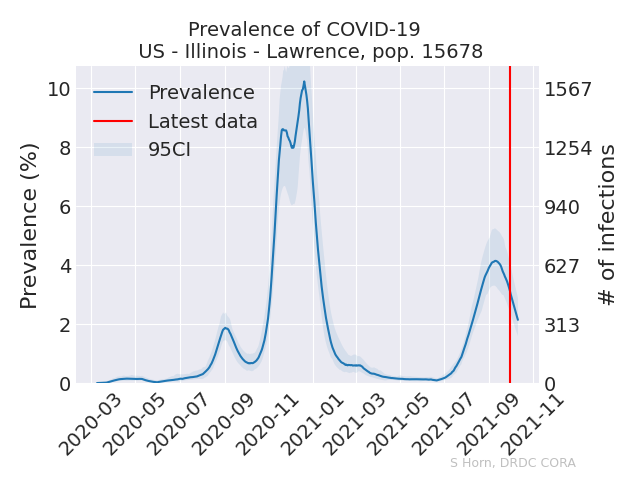 Prevalence of COVID-19
US - Illinois - Lawrence, pop. 15678
Prevalence
Latest data
95CI
Prevalence (%)
10
8
6
4
2
0
1567
1254
940
627
313
0
# of infections
2020-03
2020-05
2020-07
2020-09
2020-11
2021-01
2021-03
2021-05
2021-07
2021-09
2021-11
S Horn, DRDC CORA